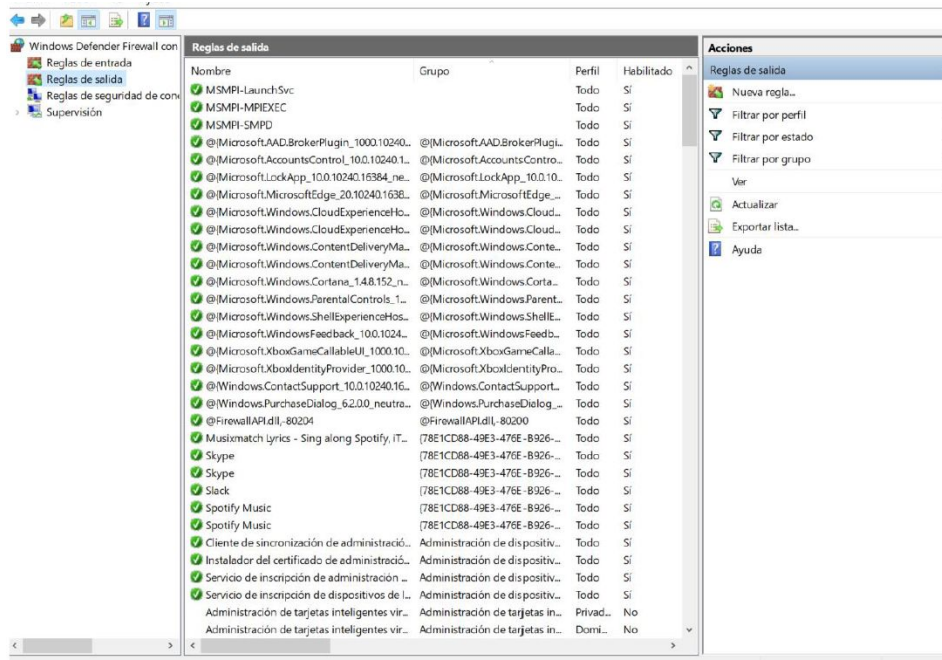 Windows Defender Firewall con
Reglas de entrada
Reglas de salida
Reglas de seguridad de cone
Supervisión
Reglas de salida
Nombre Grupo Perfil Habilitado
MSMPI-LaunchSvc Todo Sí
MSMPI-MPIEXEC Todo Sí
MSMPI-SMPD Todo Sí
@{Microsoft.AAD.BrokerPlugin_1000.10240... @{Microsoft.AAD.BrokerPlugi... Todo Sí
@{Microsoft.AccountsControl_10.0.10240.1... @{Microsoft.AccountsContro... Todo Sí
@{Microsoft.LockApp_10.0.10240.16384_ne... @{Microsoft.LockApp_10.0.10... Todo Sí
@{Microsoft.MicrosoftEdge_20.10240.1638... @{Microsoft.MicrosoftEdge_... Todo Sí
@{Microsoft.Windows.CloudExperienceHo... @{Microsoft.Windows.Cloud... Todo Sí
@{Microsoft.Windows.CloudExperienceHo... @{Microsoft.Windows.Cloud... Todo Sí
@{Microsoft.Windows.ContentDeliveryMa... @{Microsoft.Windows.Conte... Todo Sí
@{Microsoft.Windows.ContentDeliveryMa... @{Microsoft.Windows.Conte... Todo Sí
@{Microsoft.Windows.Cortana_1.4.8.152_n... @{Microsoft.Windows.Corta... Todo Sí
@{Microsoft.Windows.ParentalControls_1... @{Microsoft.Windows.Parent... Todo Sí
@{Microsoft.Windows.ShellExperienceHos... @{Microsoft.Windows.ShellE... Todo Sí
@{Microsoft.WindowsFeedback_10.0.1024... @{Microsoft.WindowsFeedb... Todo Sí
@{Microsoft.XboxGameCallableUI_1000.10... @{Microsoft.XboxGameCalla... Todo Sí
@{Microsoft.XboxIdentityProvider_1000.10... @{Microsoft.XboxIdentityPro... Todo Sí
@{Windows.ContactSupport_10.0.10240.16... @{Windows.ContactSupport... Todo Sí
@{Windows.PurchaseDialog_6.2.0.0_neutra... @{Windows.PurchaseDialog_... Todo Sí
@FirewallAPI.dll,-80204 @FirewallAPI.dll,-80200 Todo Sí
Musixmatch Lyrics - Sing along Spotify, iT... {78E1CD88-49E3-476E-B926-... Todo Sí
Skype {78E1CD88-49E3-476E-B926-... Todo Sí
Skype {78E1CD88-49E3-476E-B926-... Todo Sí
Slack {78E1CD88-49E3-476E-B926-... Todo Sí
Spotify Music {78E1CD88-49E3-476E-B926-... Todo Sí
Spotify Music {78E1CD88-49E3-476E-B926-... Todo Sí
Cliente de sincronización de administració... Administración de dispositiv... Todo Sí
Instalador del certificado de administració... Administración de dispositiv... Todo Sí
Servicio de inscripción de administración ... Administración de dispositiv... Todo Sí
Servicio de inscripción de dispositivos de l... Administración de dispositiv... Todo Sí
Administración de tarjetas inteligentes vir... Administración de tarjetas in... Privad... No
Administración de tarjetas inteligentes vir... Administración de tarjetas in... Domi... No
Acciones
Reglas de salida
Nueva regla...
Filtrar por perfil
Filtrar por estado
Filtrar por grupo
Ver
Actualizar
Exportar lista...
Ayuda